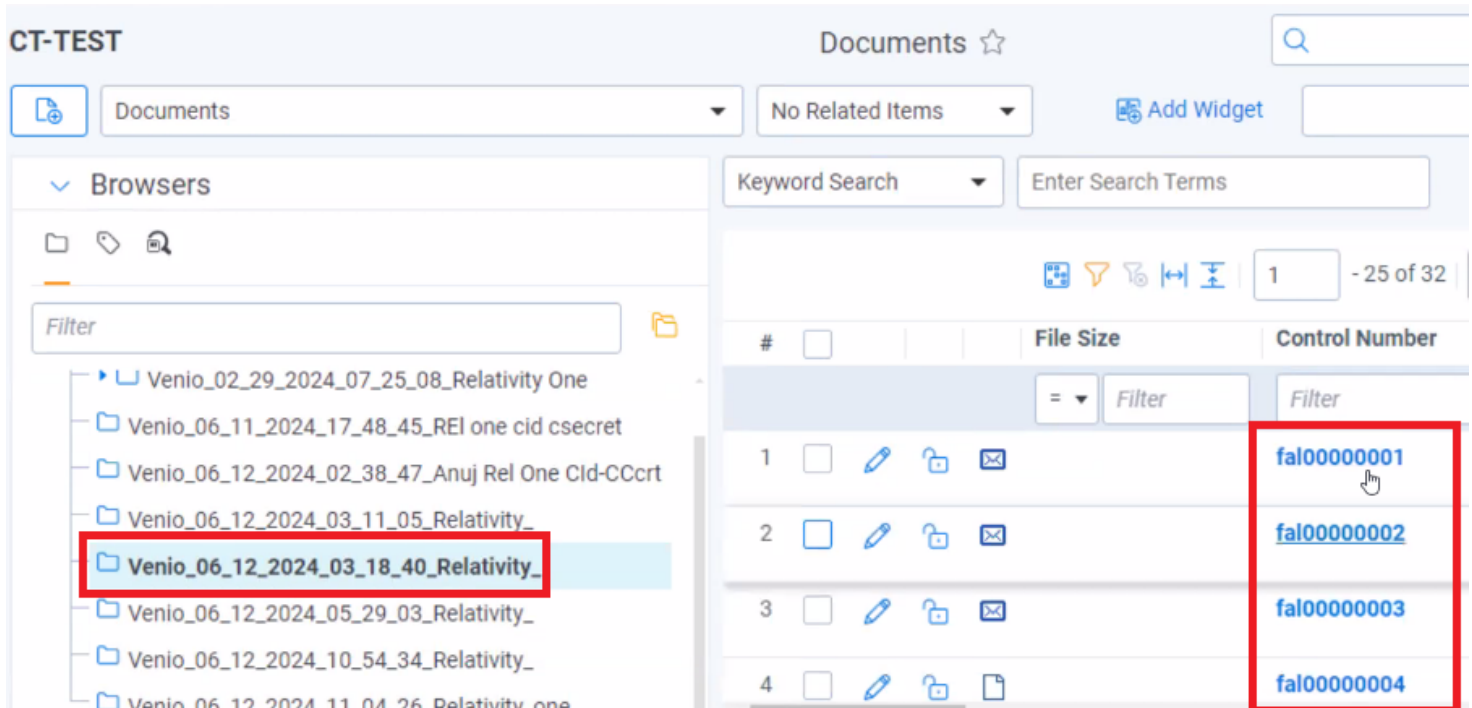 CT-TEST
Documents
Documents
No Related Items
Add Widget
Browsers
Keyword Search
Enter Search Terms
1
- 25 of 32
Filter
#
File Size
Control Number
=
Filter
Filter
Venio_02_29_2024_07_25_08_Relativity One
Venio_06_11_2024_17_48_45_REl one cid csecret
Venio_06_12_2024_02_38_47_Anuj Rel One CId-CCcrt
Venio_06_12_2024_03_11_05_Relativity_
Venio_06_12_2024_03_18_40_Relativity_
Venio_06_12_2024_05_29_03_Relativity_
Venio_06_12_2024_10_54_34_Relativity_
Venio_06_12_2024_11_04_26_Relativity_one
1
fal00000001
2
fal00000002
3
fal00000003
4
fal00000004